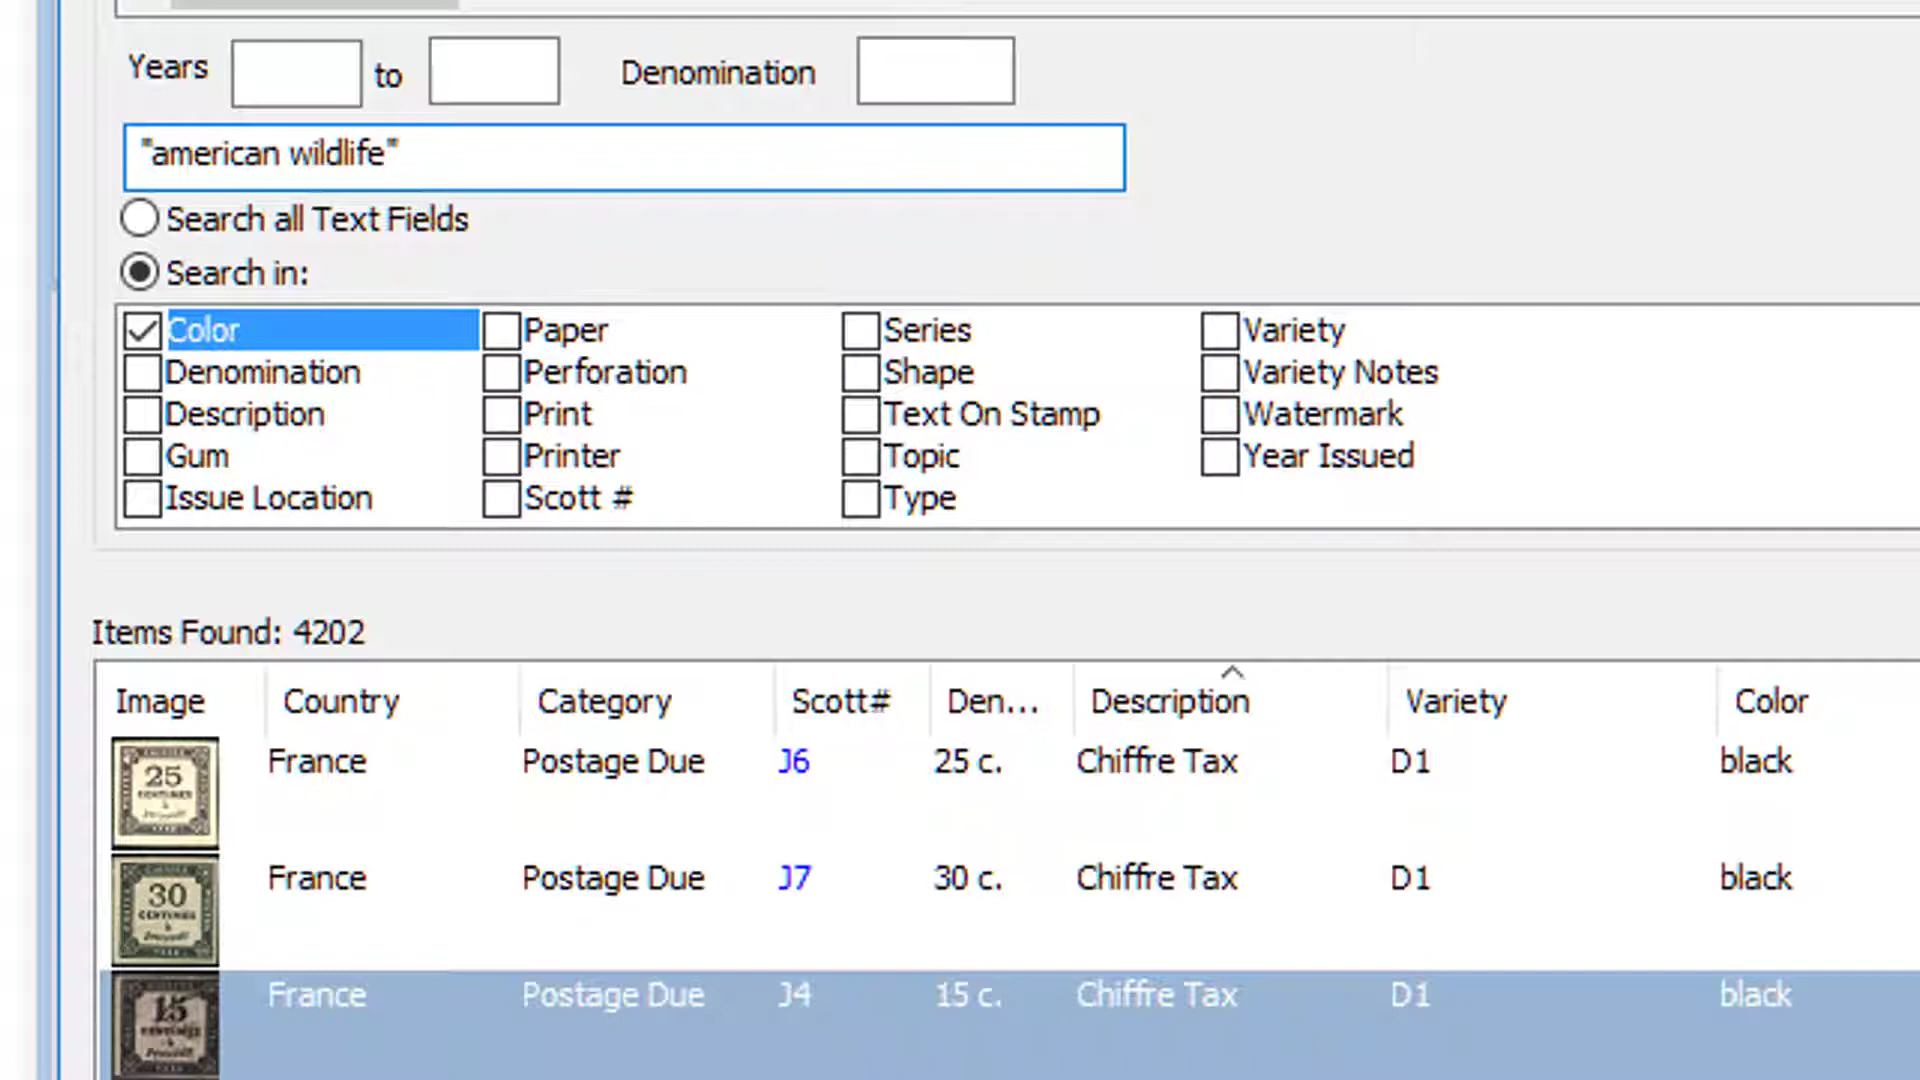 Years to Denomination
"american wildlife"
Search all Text Fields
Search in:
Color Paper Series Variety
Denomination Perforation Shape Variety Notes
Description Print Text On Stamp Watermark
Gum Printer Topic Year Issued
Issue Location Scott # Type
Items Found: 4202
Image Country Category Scott# Den... Description Variety Color
25 CENTIMES France Postage Due J6 25 c. Chiffre Tax D1 black
30 CENTIMES France Postage Due J7 30 c. Chiffre Tax D1 black
15 CENTIMES France Postage Due J4 15 c. Chiffre Tax D1 black